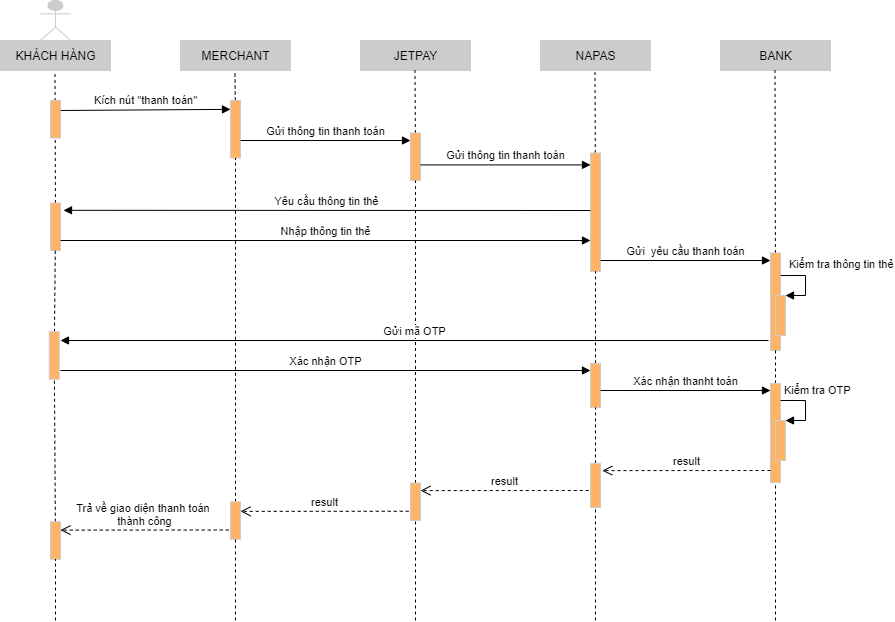 KHÁCH HÀNG
MERCHANT
JETPAY
NAPAS
BANK
Kích nút "thanh toán"
Gửi thông tin thanh toán
Gửi thông tin thanh toán
Yêu cầu thông tin thẻ
Nhập thông tin thẻ
Gửi yêu cầu thanh toán
Kiểm tra thông tin thẻ
Gửi mã OTP
Xác nhận OTP
Xác nhận thanht toán
Kiểm tra OTP
result
result
result
Trả về giao diện thanh toán
thành công